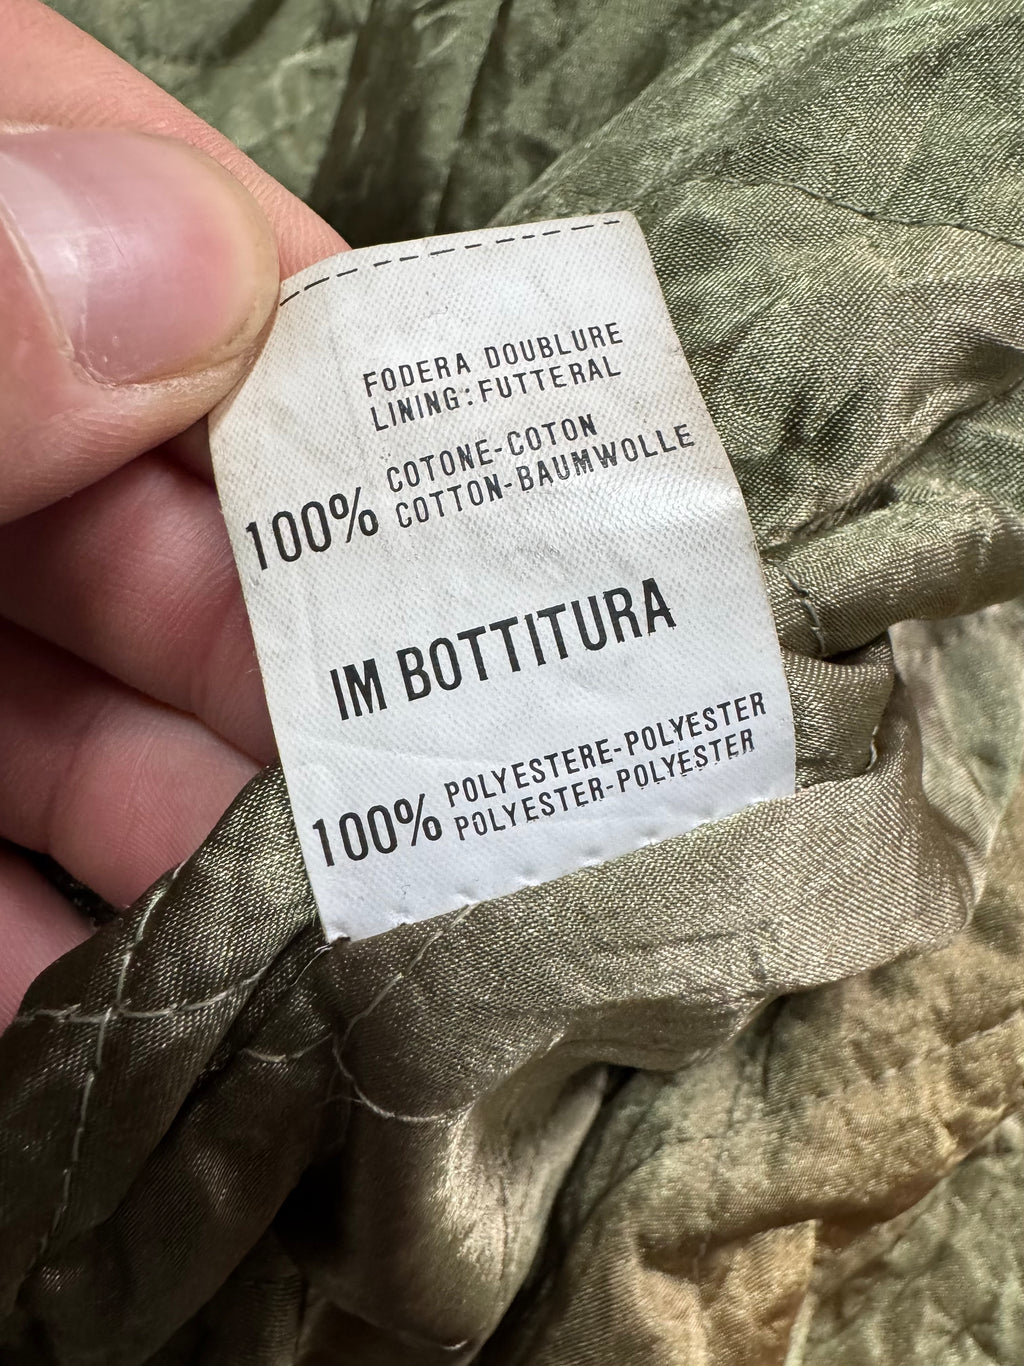 FODERA DOUBLURE
LINING:FUTTERAL
COTONE-COTON
100% COTTON-BAUMWOLLE
IM BOTTITURA
POLYESTERE-POLYESTER
100% POLYESTER-POLYESTER